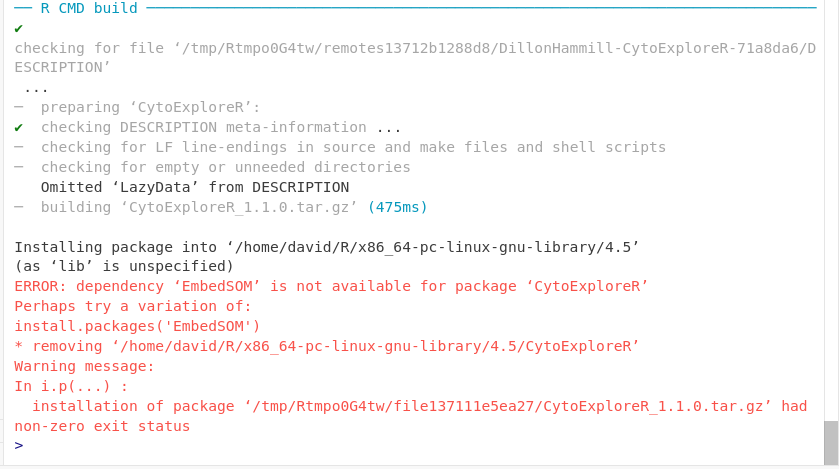 ── R CMD build ──────────────────────────────────────────────────────────────
✔
checking for file ‘/tmp/Rtmpo0G4tw/remotes13712b1288d8/DillonHammill-CytoExploreR-71a8da6/D
ESCRIPTION’
...
─ preparing ‘CytoExploreR’:
✔ checking DESCRIPTION meta-information ...
─ checking for LF line-endings in source and make files and shell scripts
─ checking for empty or unneeded directories
Omitted ‘LazyData’ from DESCRIPTION
─ building ‘CytoExploreR_1.1.0.tar.gz’ (475ms)
Installing package into ‘/home/david/R/x86_64-pc-linux-gnu-library/4.5’
(as ‘lib’ is unspecified)
ERROR: dependency ‘EmbedSOM’ is not available for package ‘CytoExploreR’
Perhaps try a variation of:
install.packages('EmbedSOM')
* removing ‘/home/david/R/x86_64-pc-linux-gnu-library/4.5/CytoExploreR’
Warning message:
In i.p(...) :
installation of package ‘/tmp/Rtmpo0G4tw/file137111e5ea27/CytoExploreR_1.1.0.tar.gz’ had
non-zero exit status
>